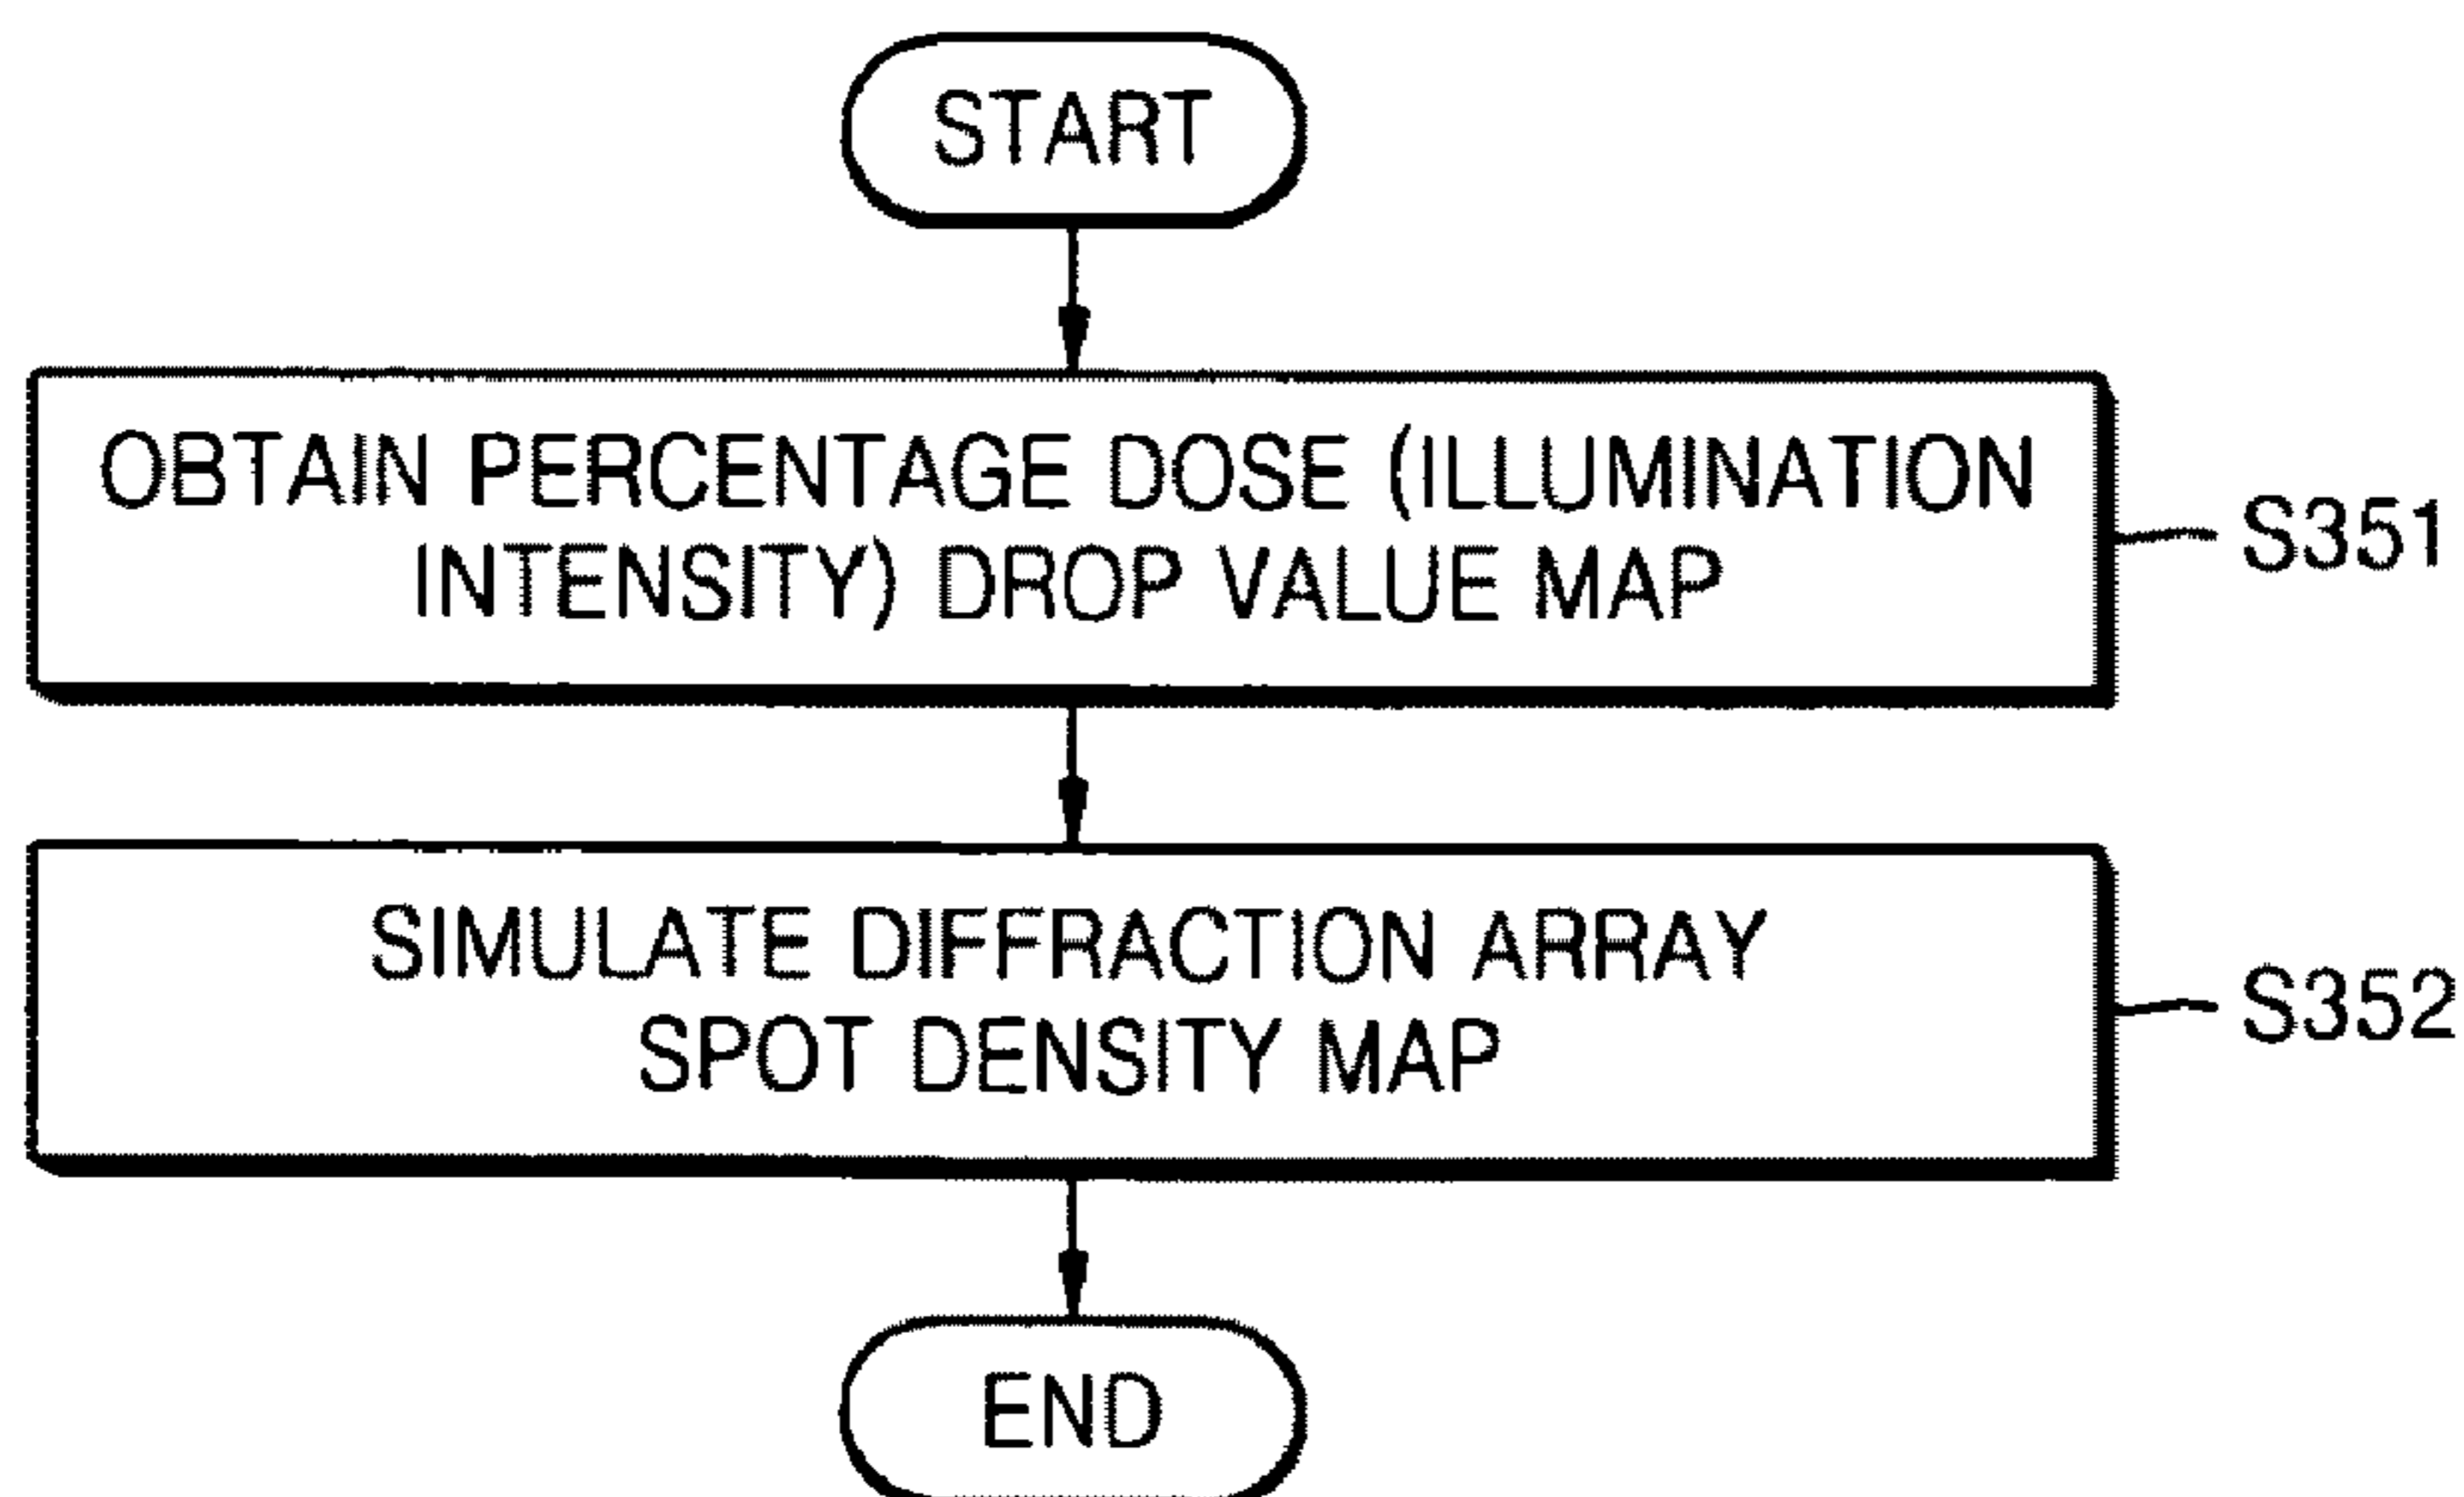 START
OBTAIN PERCENTAGE DOSE (ILLUMINATION
INTENSITY) DROP VALUE MAP
S351
SIMULATE DIFFRACTION ARRAY
SPOT DENSITY MAP
S352
END